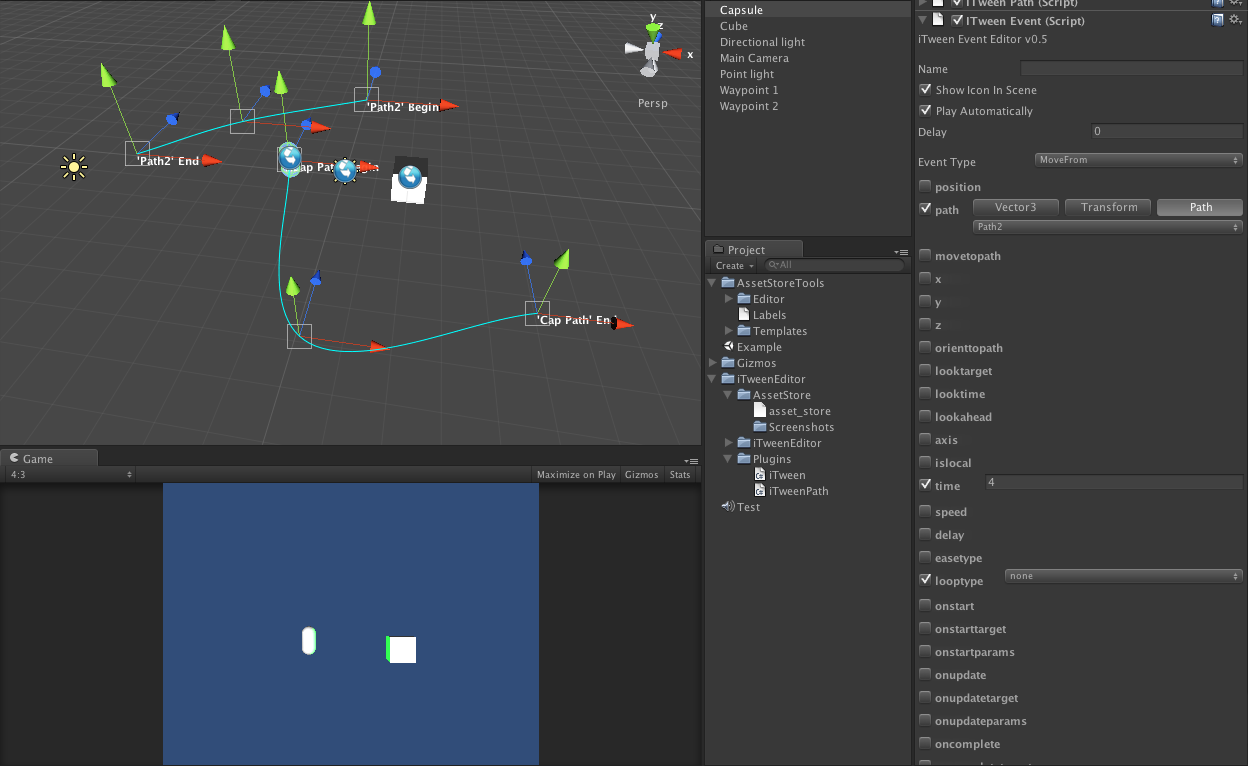 y
z
x
Persp
'Path2' Begin
'Path2' End
'Cap Path' End
Game
4:3
Maximize on Play
Gizmos
Stats
Capsule
Cube
Directional light
Main Camera
Point light
Waypoint 1
Waypoint 2
Project
Create
All
AssetStoreTools
Editor
Labels
Templates
Example
Gizmos
iTweenEditor
AssetStore
asset_store
Screenshots
iTweenEditor
Plugins
iTween
iTweenPath
Test
iTween Path (Script)
iTween Event (Script)
iTween Event Editor v0.5
Name
Show Icon In Scene
Play Automatically
Delay 0
Event Type MoveFrom
position
path Vector3 Transform Path
Path2
movetopath
x
y
z
orienttopath
looktarget
looktime
lookahead
axis
islocal
time 4
speed
delay
easetype
looptype none
onstart
onstarttarget
onstartparams
onupdate
onupdatetarget
onupdateparams
oncomplete